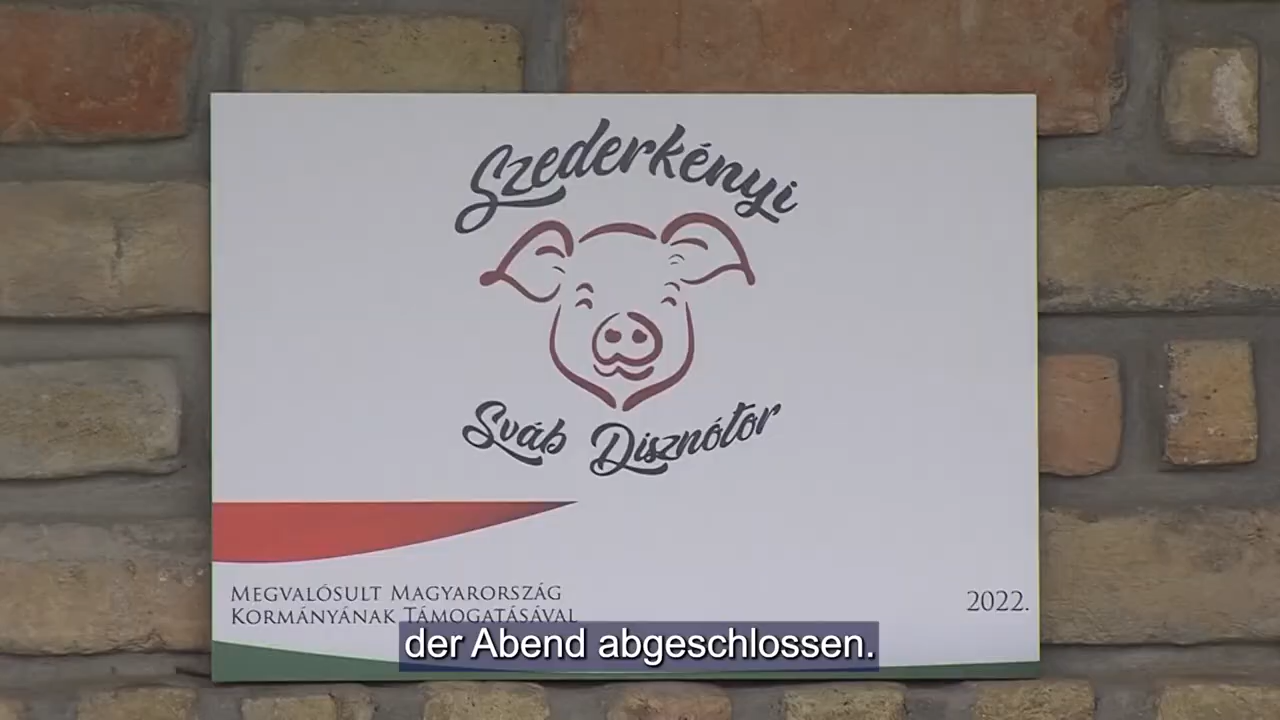 Szederkényi
Sváb Disznótor
MEGVALÓSULT MAGYARORSZÁG
KORMÁNYÁNAK TÁMOGATÁSÁVAL
2022.
der Abend abgeschlossen.